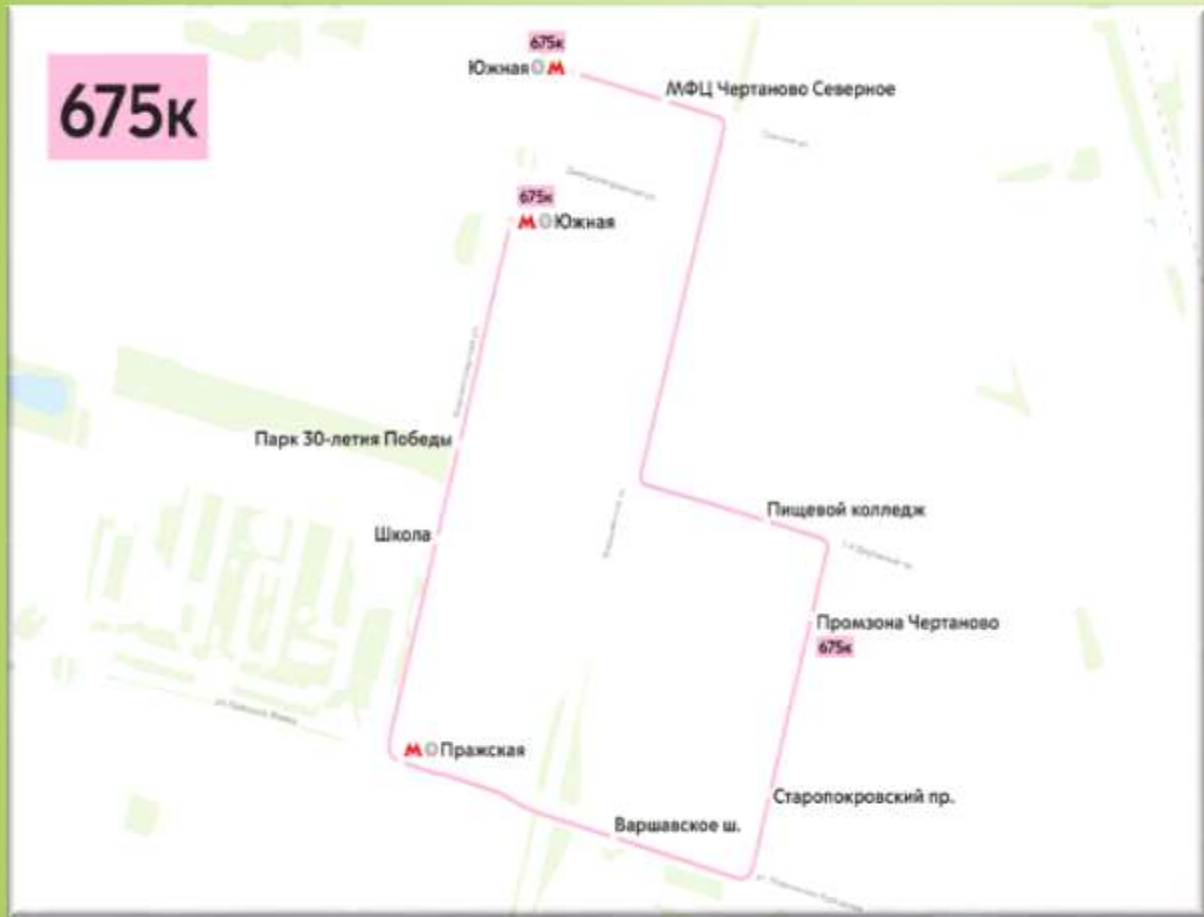 675к
675к
Южная М
МФЦ Чертаново Северное
675к
М Южная
Парк 30-летия Победы
Школа
Пищевой колледж
Промзона Чертаново
675к
М Пражская
Старопокровский пр.
Варшавское ш.